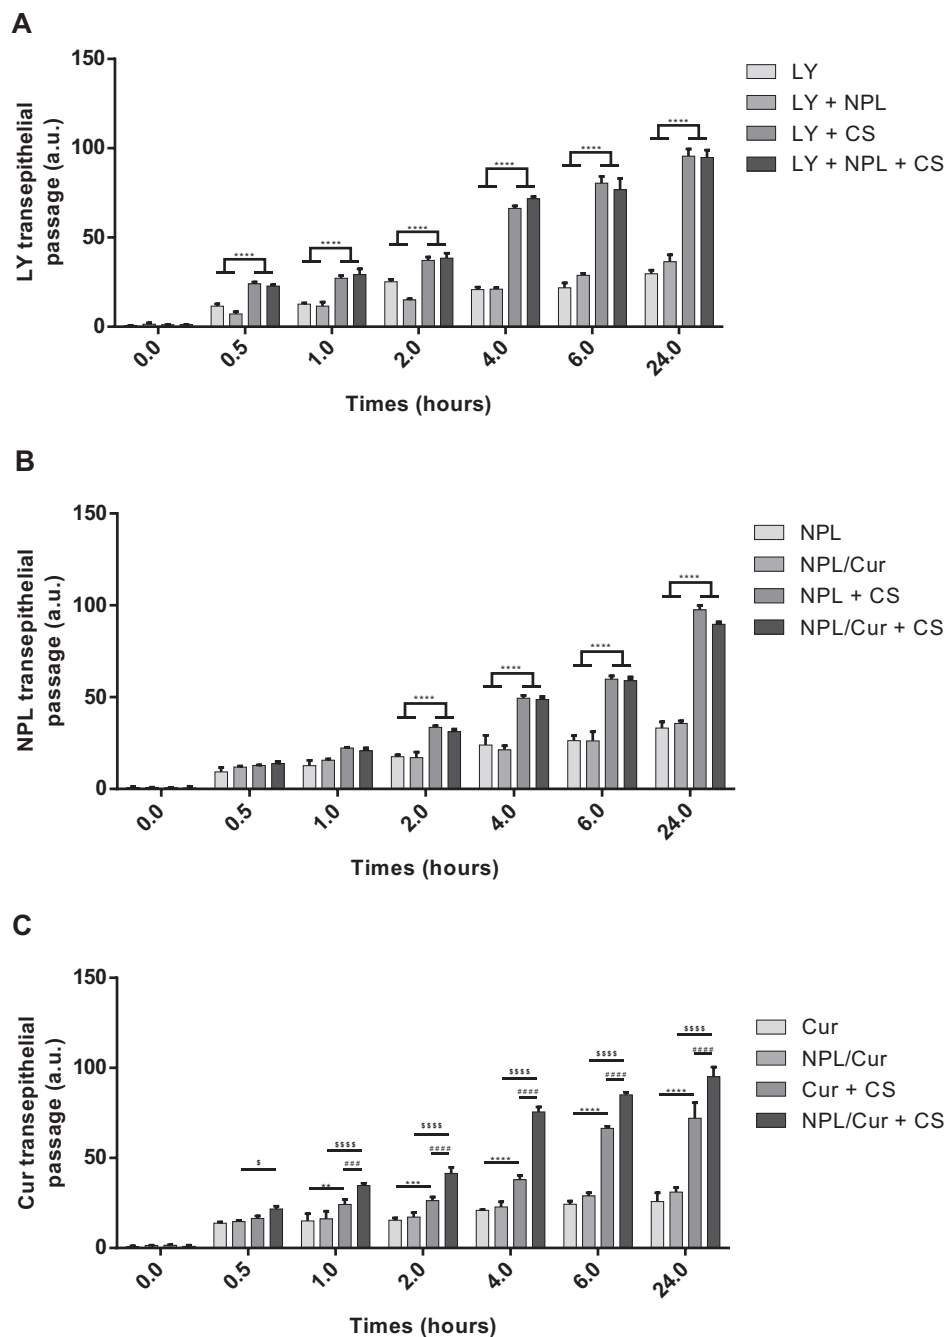 A
LY transepithelial
passage (a.u.)
150
100
50
0
****
****
****
****
****
****
0.0
0.5
1.0
2.0
4.0
6.0
24.0
Times (hours)
LY
LY + NPL
LY + CS
LY + NPL + CS
B
NPL transepithelial
passage (a.u.)
150
100
50
0
****
****
****
****
0.0
0.5
1.0
2.0
4.0
6.0
24.0
Times (hours)
NPL
NPL/Cur
NPL + CS
NPL/Cur + CS
C
Cur transepithelial
passage (a.u.)
150
100
50
0
$
$$$$
###
**
$$$$
####
***
$$$$
####
****
$$$$
####
****
$$$$
####
****
0.0
0.5
1.0
2.0
4.0
6.0
24.0
Times (hours)
Cur
NPL/Cur
Cur + CS
NPL/Cur + CS